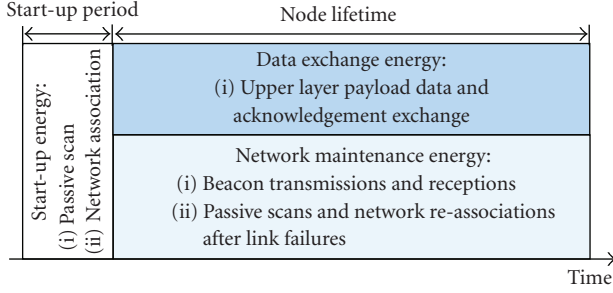 Start-up period
Node lifetime
Start-up energy:
(i) Passive scan
(ii) Network association
Data exchange energy:
(i) Upper layer payload data and
acknowledgement exchange
Network maintenance energy:
(i) Beacon transmissions and receptions
(ii) Passive scans and network re-associations
after link failures
Time